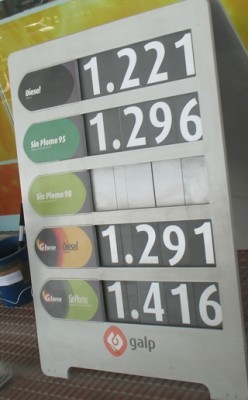 Diesel 1.221
Sin Plomo 95 1.296
Sin Plomo 98
G Force Diesel 1.291
G Force Sin Plomo 1.416
galp